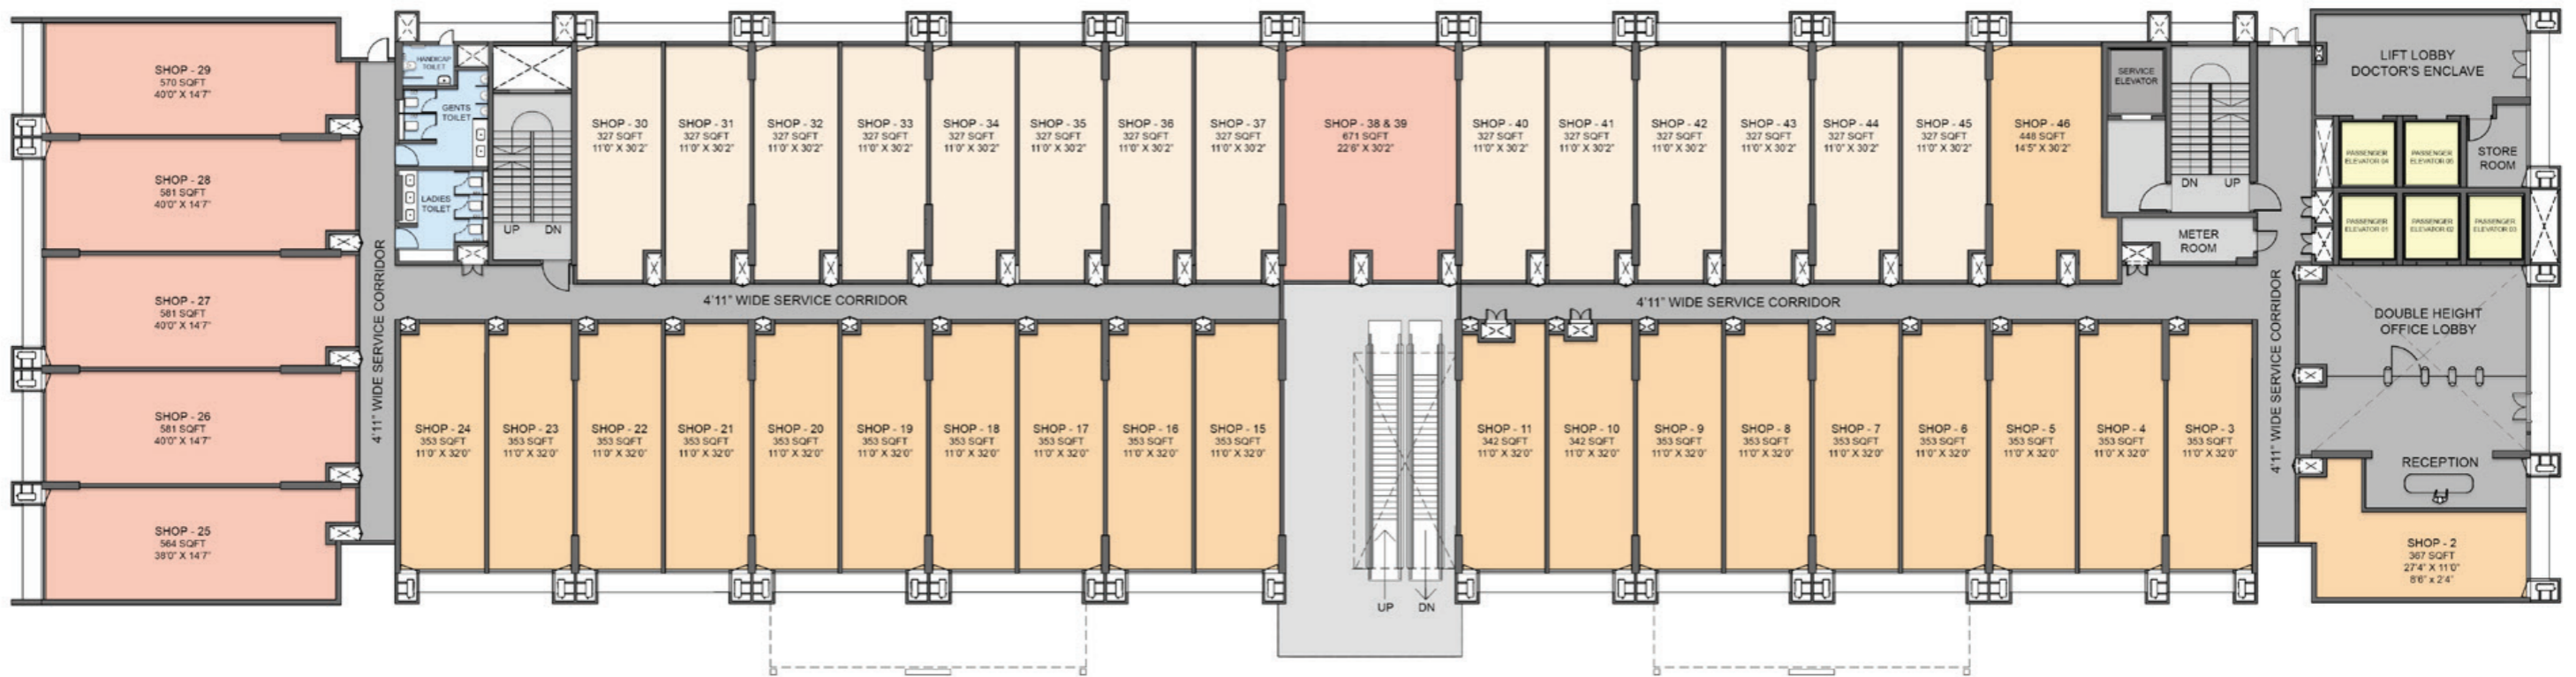 SHOP - 29
570 SQFT
40'0" X 14'7"
SHOP - 28
581 SQFT
40'0" X 14'7"
SHOP - 27
581 SQFT
40'0" X 14'7"
SHOP - 26
581 SQFT
40'0" X 14'7"
SHOP - 25
564 SQFT
38'0" X 14'7"
4'11" WIDE SERVICE CORRIDOR
HANDICAP
TOILET
GENTS
TOILET
LADIES
TOILET
UP
DN
SHOP - 30
327 SQFT
11'0" X 30'2"
SHOP - 31
327 SQFT
11'0" X 30'2"
SHOP - 32
327 SQFT
11'0" X 30'2"
SHOP - 33
327 SQFT
11'0" X 30'2"
SHOP - 34
327 SQFT
11'0" X 30'2"
SHOP - 35
327 SQFT
11'0" X 30'2"
SHOP - 36
327 SQFT
11'0" X 30'2"
SHOP - 37
327 SQFT
11'0" X 30'2"
SHOP - 38 & 39
671 SQFT
22'6" X 30'2"
SHOP - 40
327 SQFT
11'0" X 30'2"
SHOP - 41
327 SQFT
11'0" X 30'2"
SHOP - 42
327 SQFT
11'0" X 30'2"
SHOP - 43
327 SQFT
11'0" X 30'2"
SHOP - 44
327 SQFT
11'0" X 30'2"
SHOP - 45
327 SQFT
11'0" X 30'2"
SHOP - 46
448 SQFT
14'5" X 30'2"
SERVICE
ELEVATOR
DN
UP
METER
ROOM
LIFT LOBBY
DOCTOR'S ENCLAVE
PASSENGER
ELEVATOR 04
PASSENGER
ELEVATOR 05
STORE
ROOM
PASSENGER
ELEVATOR 01
PASSENGER
ELEVATOR 02
PASSENGER
ELEVATOR 03
4'11" WIDE SERVICE CORRIDOR
4'11" WIDE SERVICE CORRIDOR
4'11" WIDE SERVICE CORRIDOR
DOUBLE HEIGHT
OFFICE LOBBY
RECEPTION
SHOP - 24
353 SQFT
11'0" X 32'0"
SHOP - 23
353 SQFT
11'0" X 32'0"
SHOP - 22
353 SQFT
11'0" X 32'0"
SHOP - 21
353 SQFT
11'0" X 32'0"
SHOP - 20
353 SQFT
11'0" X 32'0"
SHOP - 19
353 SQFT
11'0" X 32'0"
SHOP - 18
353 SQFT
11'0" X 32'0"
SHOP - 17
353 SQFT
11'0" X 32'0"
SHOP - 16
353 SQFT
11'0" X 32'0"
SHOP - 15
353 SQFT
11'0" X 32'0"
UP
DN
SHOP - 11
342 SQFT
11'0" X 32'0"
SHOP - 10
342 SQFT
11'0" X 32'0"
SHOP - 9
353 SQFT
11'0" X 32'0"
SHOP - 8
353 SQFT
11'0" X 32'0"
SHOP - 7
353 SQFT
11'0" X 32'0"
SHOP - 6
353 SQFT
11'0" X 32'0"
SHOP - 5
353 SQFT
11'0" X 32'0"
SHOP - 4
353 SQFT
11'0" X 32'0"
SHOP - 3
353 SQFT
11'0" X 32'0"
SHOP - 2
367 SQFT
27'4" X 11'0"
8'6" x 2'4"